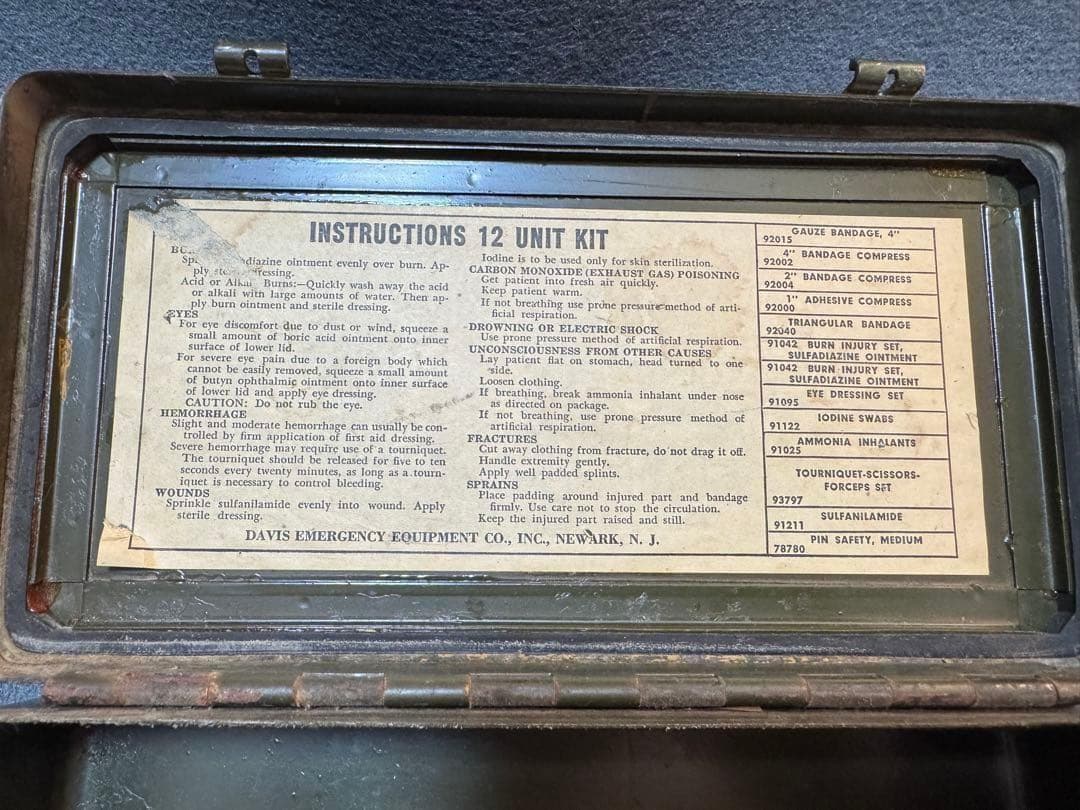 INSTRUCTIONS 12 UNIT KIT
diazine ointment evenly over burn. Ap-
ply dressing.
Acid or Alkali Burns:—Quickly wash away the acid
or alkali with large amounts of water. Then ap-
ply burn ointment and sterile dressing.
EYES
For eye discomfort due to dust or wind, squeeze a
small amount of boric acid ointment onto inner
surface of lower lid.
For severe eye pain due to a foreign body which
cannot be easily removed, squeeze a small amount
of butyn ophthalmic ointment onto inner surface
of lower lid and apply eye dressing.
CAUTION: Do not rub the eye.
HEMORRHAGE
Slight and moderate hemorrhage can usually be con-
trolled by firm application of first aid dressing.
Severe hemorrhage may require use of a tourniquet.
The tourniquet should be released for five to ten
seconds every twenty minutes, as long as a tourn-
iquet is necessary to control bleeding.
WOUNDS
Sprinkle sulfanilamide evenly into wound. Apply
sterile dressing.
Iodine is to be used only for skin sterilization.
CARBON MONOXIDE (EXHAUST GAS) POISONING
Get patient into fresh air quickly.
Keep patient warm.
If not breathing use prone pressure method of arti-
ficial respiration.
DROWNING OR ELECTRIC SHOCK
Use prone pressure method of artificial respiration.
UNCONSCIOUSNESS FROM OTHER CAUSES
Lay patient flat on stomach, head turned to one
side.
Loosen clothing.
If breathing, break ammonia inhalant under nose
as directed on package.
If not breathing, use prone pressure method of
artificial respiration.
FRACTURES
Cut away clothing from fracture, do not drag it off.
Handle extremity gently.
Apply well padded splints.
SPRAINS
Place padding around injured part and bandage
firmly. Use care not to stop the circulation.
Keep the injured part raised and still.
DAVIS EMERGENCY EQUIPMENT CO., INC., NEWARK, N. J.
GAUZE BANDAGE, 4"
92015
4" BANDAGE COMPRESS
92002
2" BANDAGE COMPRESS
92004
1" ADHESIVE COMPRESS
92000
TRIANGULAR BANDAGE
92040
91042 BURN INJURY SET,
SULFADIAZINE OINTMENT
91042 BURN INJURY SET,
SULFADIAZINE OINTMENT
EYE DRESSING SET
91095
IODINE SWABS
91122
AMMONIA INHALANTS
91025
TOURNIQUET-SCISSORS-
FORCEPS SET
93797
SULFANILAMIDE
91211
PIN SAFETY, MEDIUM
78780